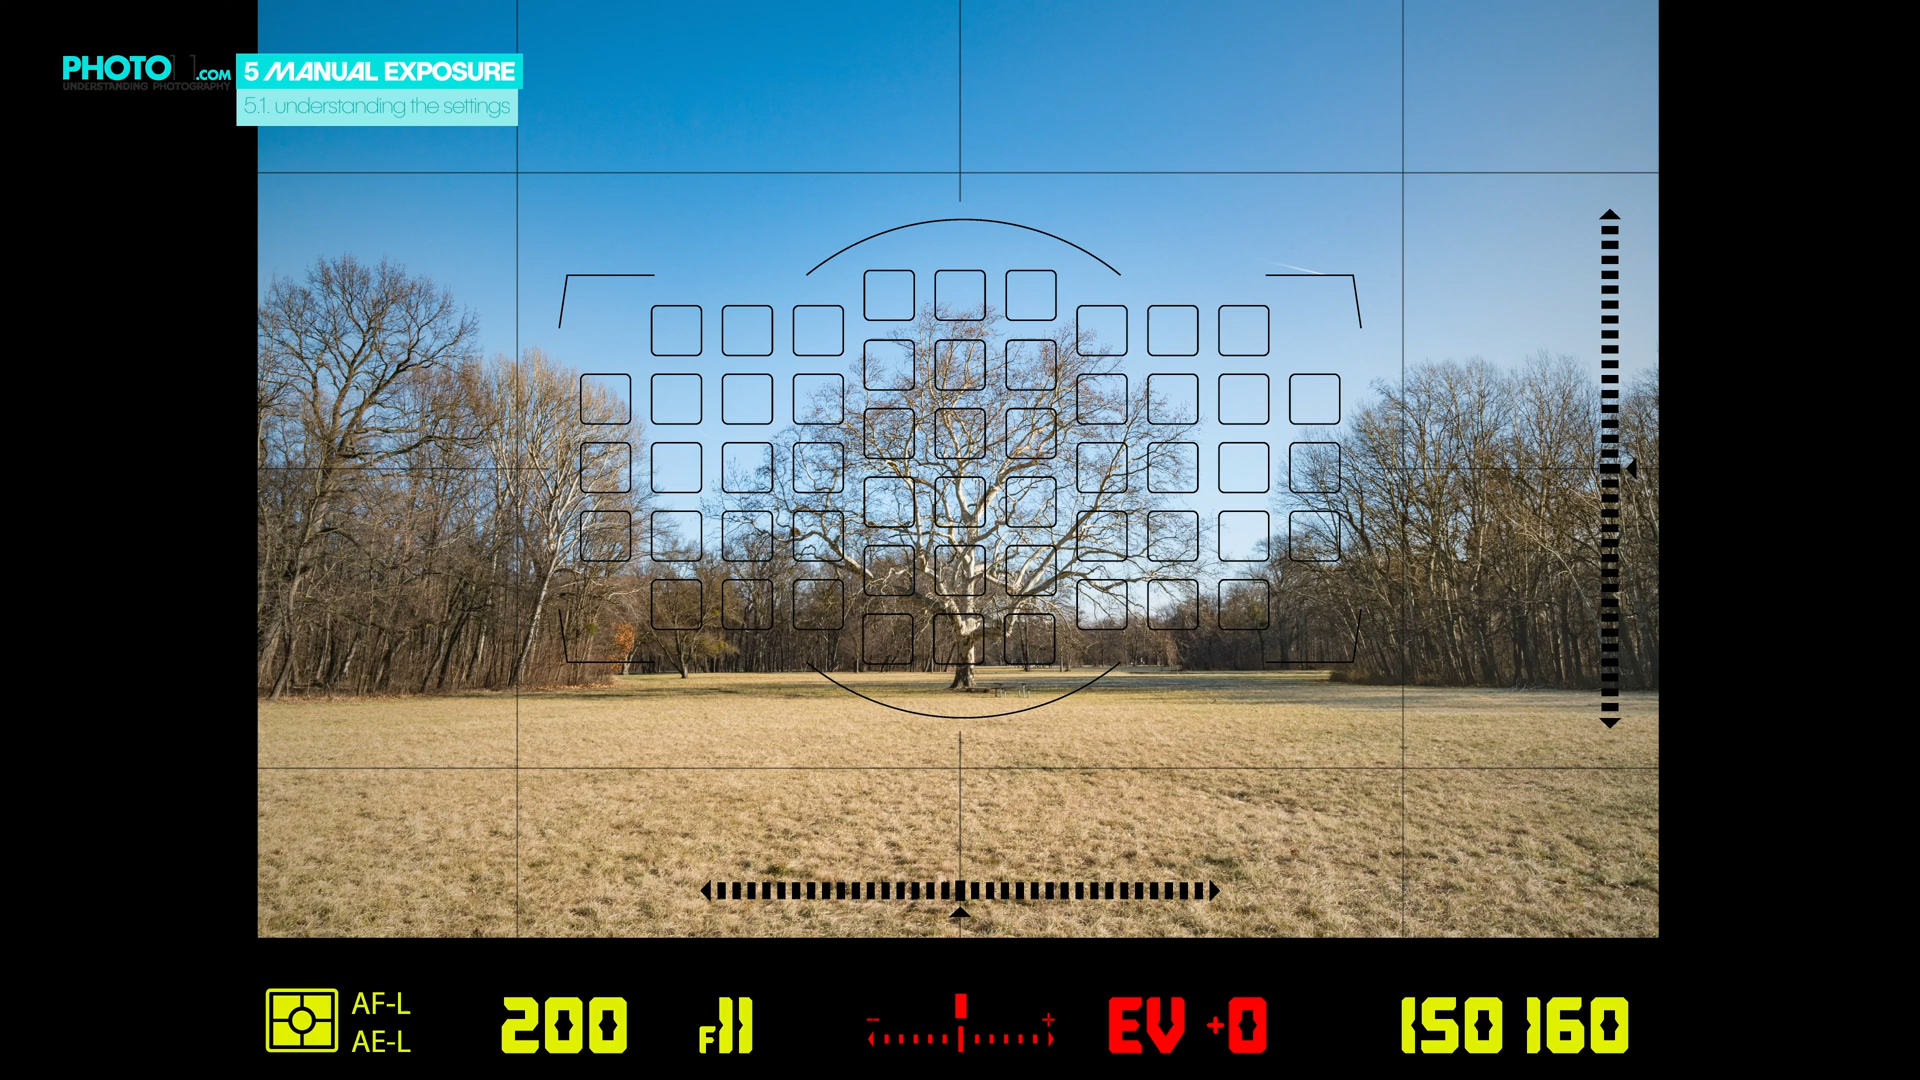 PHOTO11.COM
UNDERSTANDING PHOTOGRAPHY
5 MANUAL EXPOSURE
5.1. understanding the settings
AF-L
AE-L
200 F11 - + EV +0 ISO 160